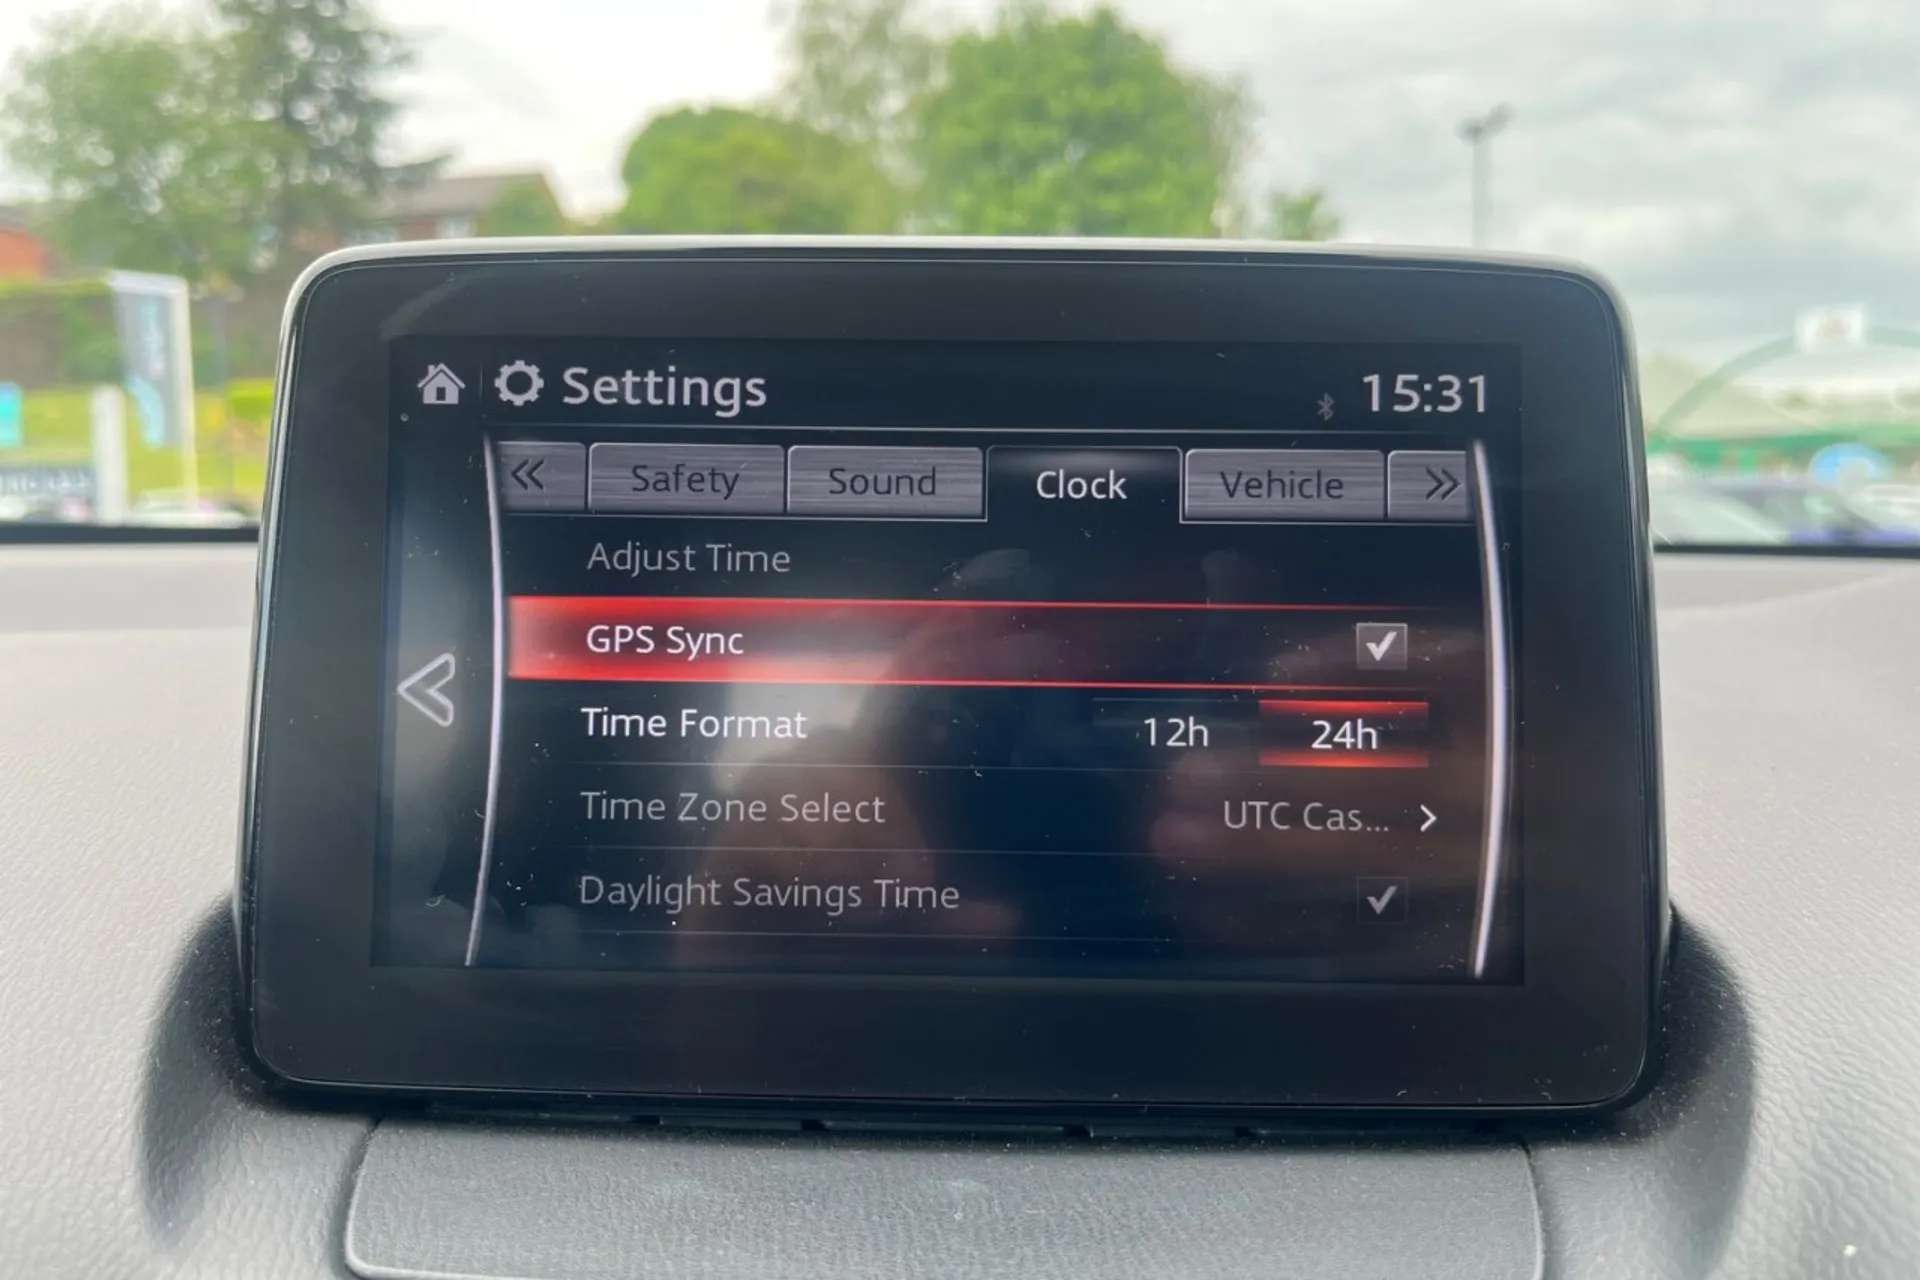 Settings 15:31
Safety Sound Clock Vehicle
Adjust Time
GPS Sync
Time Format 12h 24h
Time Zone Select UTC Cas...
Daylight Savings Time